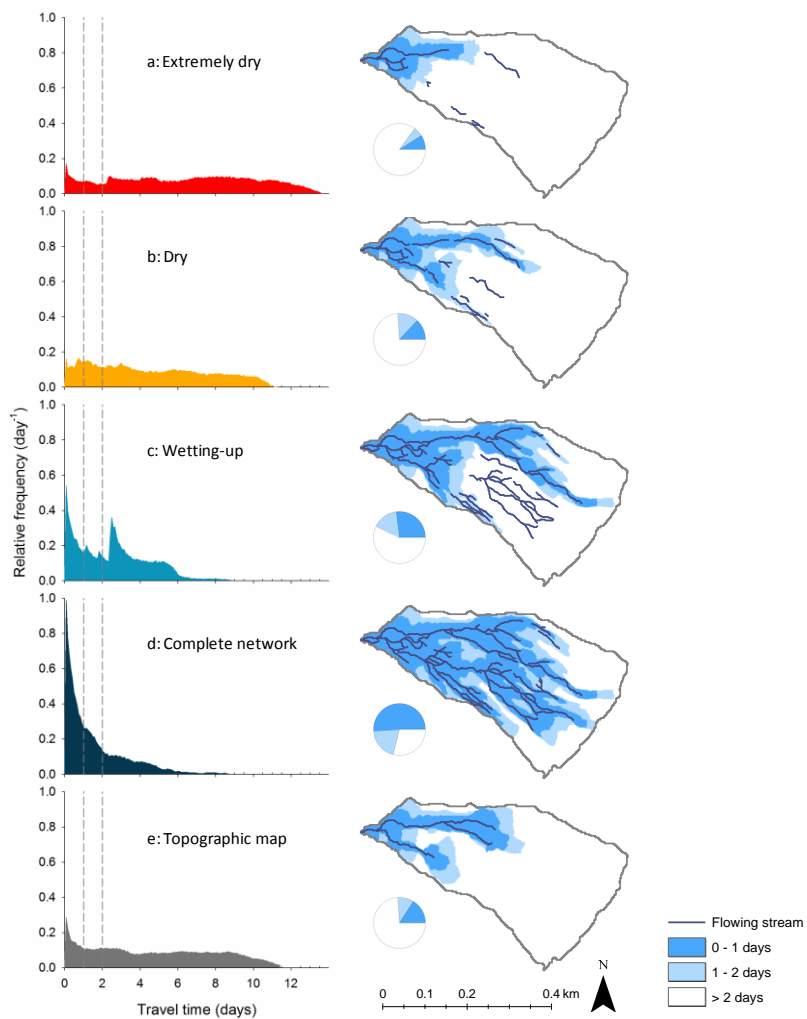 1.0
a: Extremely dry
0.8
0.6
0.4
0.2
0.0
1.0
b: Dry
0.8
0.6
0.4
0.2
0.0
Relative frequency (day-1)
1.0
c: Wetting-up
0.8
0.6
0.4
0.2
0.0
1.0
d: Complete network
0.8
0.6
0.4
0.2
0.0
1.0
e: Topographic map
0.8
0.6
0.4
0.2
0.0
0 2 4 6 8 10 12
Travel time (days)
0 0.1 0.2 0.4 km
N
Flowing stream
0 - 1 days
1 - 2 days
> 2 days